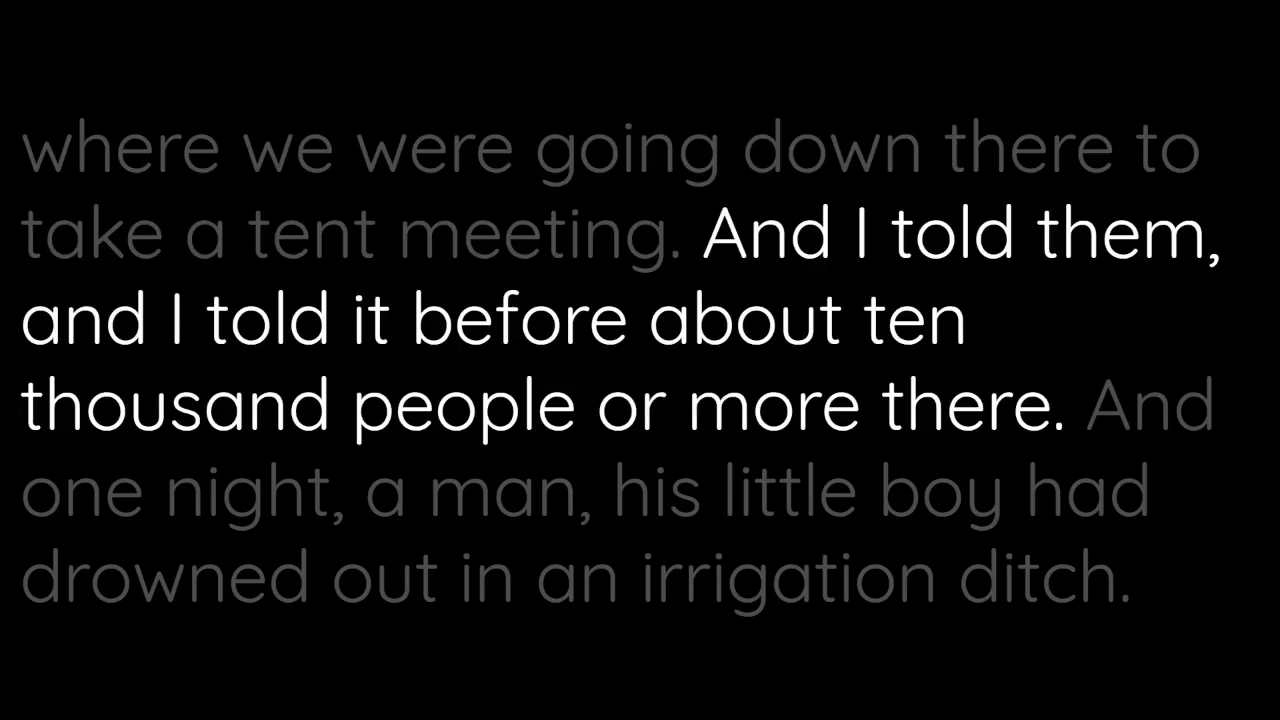 where we were going down there to
take a tent meeting. And I told them,
and I told it before about ten
thousand people or more there. And
one night, a man, his little boy had
drowned out in an irrigation ditch.